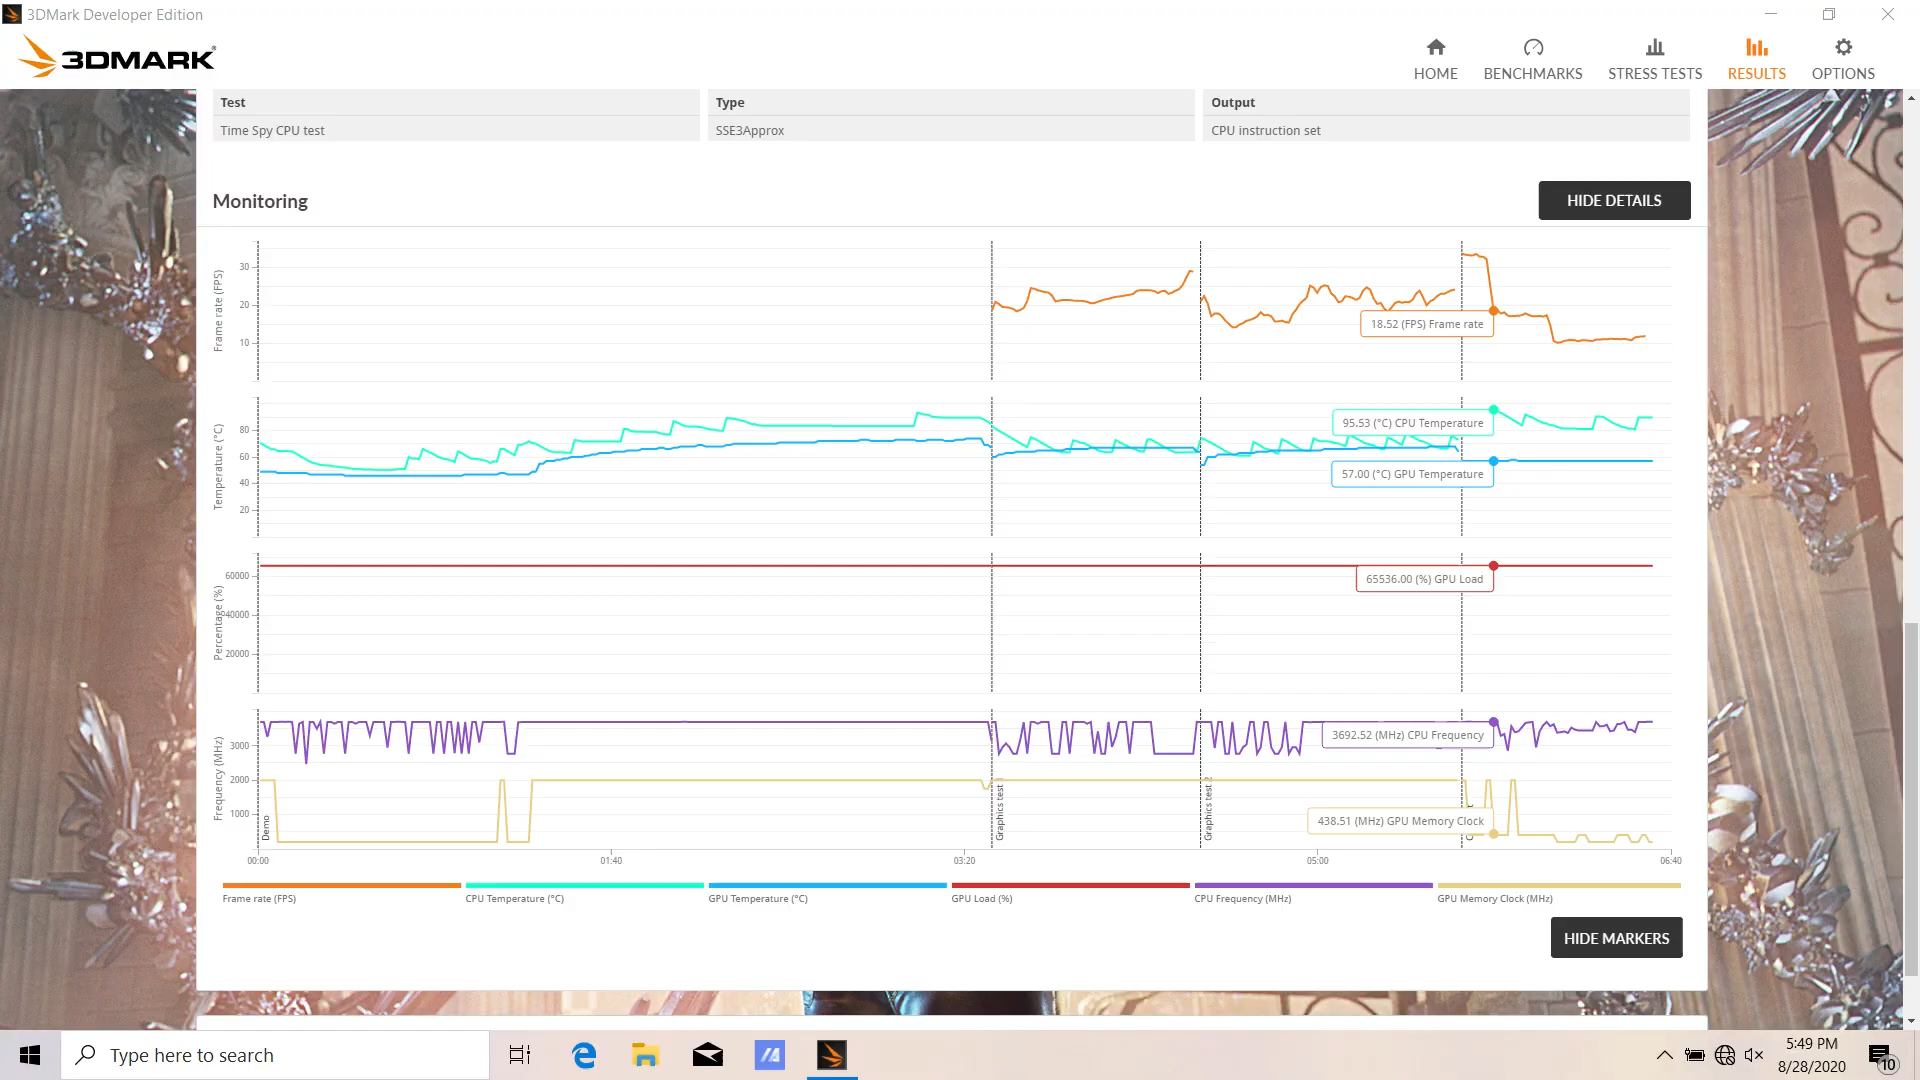 3DMark Developer Edition
3DMARK
HOME
BENCHMARKS
STRESS TESTS
RESULTS
OPTIONS
Test
Type
Output
Time Spy CPU test
SSE3Approx
CPU instruction set
Monitoring
HIDE DETAILS
Frame rate (FPS)
30
20
10
18.52 (FPS) Frame rate
Temperature (°C)
80
60
40
20
95.53 (°C) CPU Temperature
57.00 (°C) GPU Temperature
Percentage (%)
60000
40000
20000
65536.00 (%) GPU Load
Frequency (MHz)
3000
2000
1000
3692.52 (MHz) CPU Frequency
438.51 (MHz) GPU Memory Clock
Demo
Graphics test 1
Graphics test 2
00:00
01:40
03:20
05:00
06:40
Frame rate (FPS)
CPU Temperature (°C)
GPU Temperature (°C)
GPU Load (%)
CPU Frequency (MHz)
GPU Memory Clock (MHz)
HIDE MARKERS
Type here to search
5:49 PM
8/28/2020
10